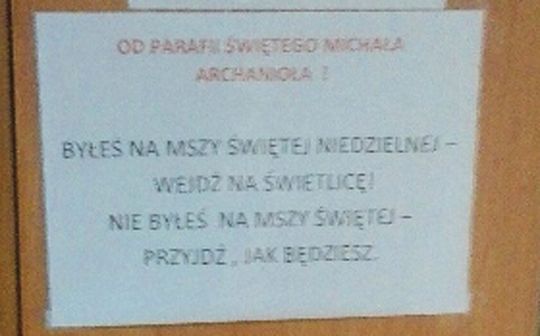 OD PARAFII ŚWIĘTEGO MICHAŁA
ARCHANIOŁA !
BYŁEŚ NA MSZY ŚWIĘTEJ NIEDZIELNEJ –
WEJDŹ NA ŚWIETLICĘ!
NIE BYŁEŚ NA MSZY ŚWIĘTEJ –
PRZYJDŹ , JAK BĘDZIESZ.